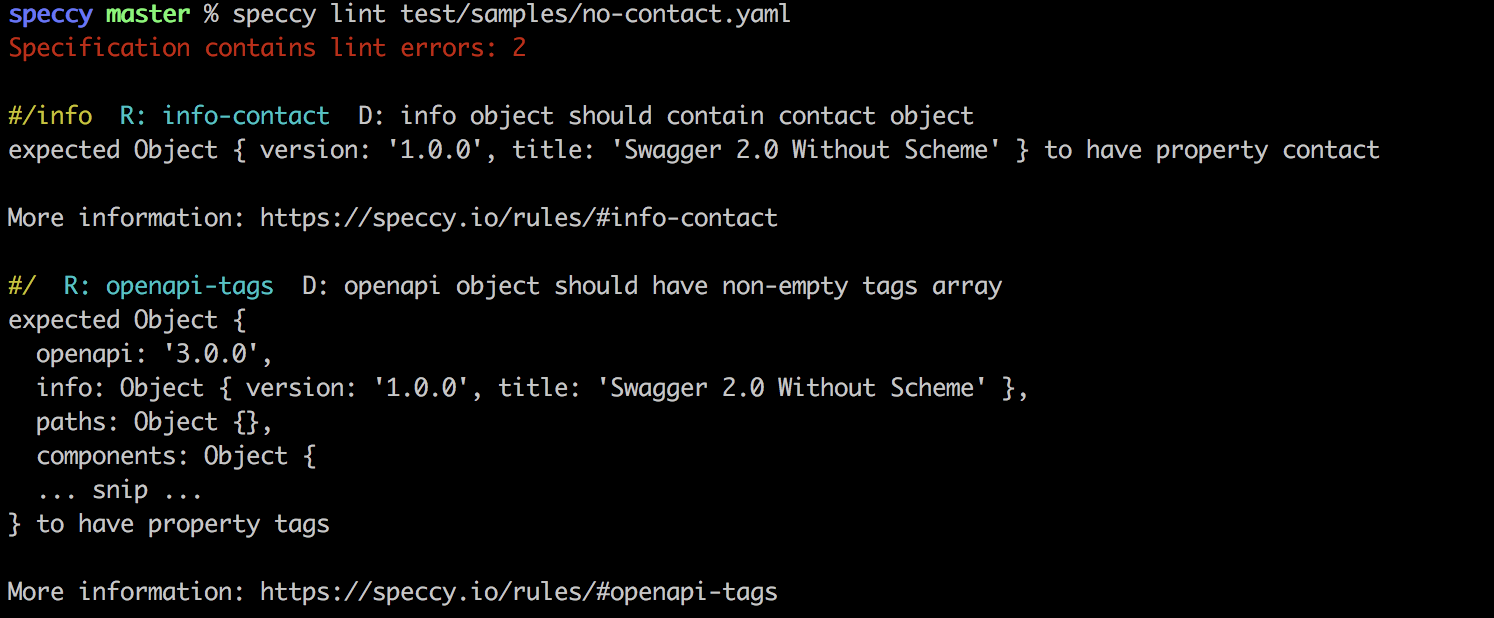 speccy master % speccy lint test/samples/no-contact.yaml
Specification contains lint errors: 2
#/info  R: info-contact  D: info object should contain contact object
expected Object { version: '1.0.0', title: 'Swagger 2.0 Without Scheme' } to have property contact
More information: https://speccy.io/rules/#info-contact
#/  R: openapi-tags  D: openapi object should have non-empty tags array
expected Object {
  openapi: '3.0.0',
  info: Object { version: '1.0.0', title: 'Swagger 2.0 Without Scheme' },
  paths: Object {},
  components: Object {
  ... snip ...
} to have property tags
More information: https://speccy.io/rules/#openapi-tags